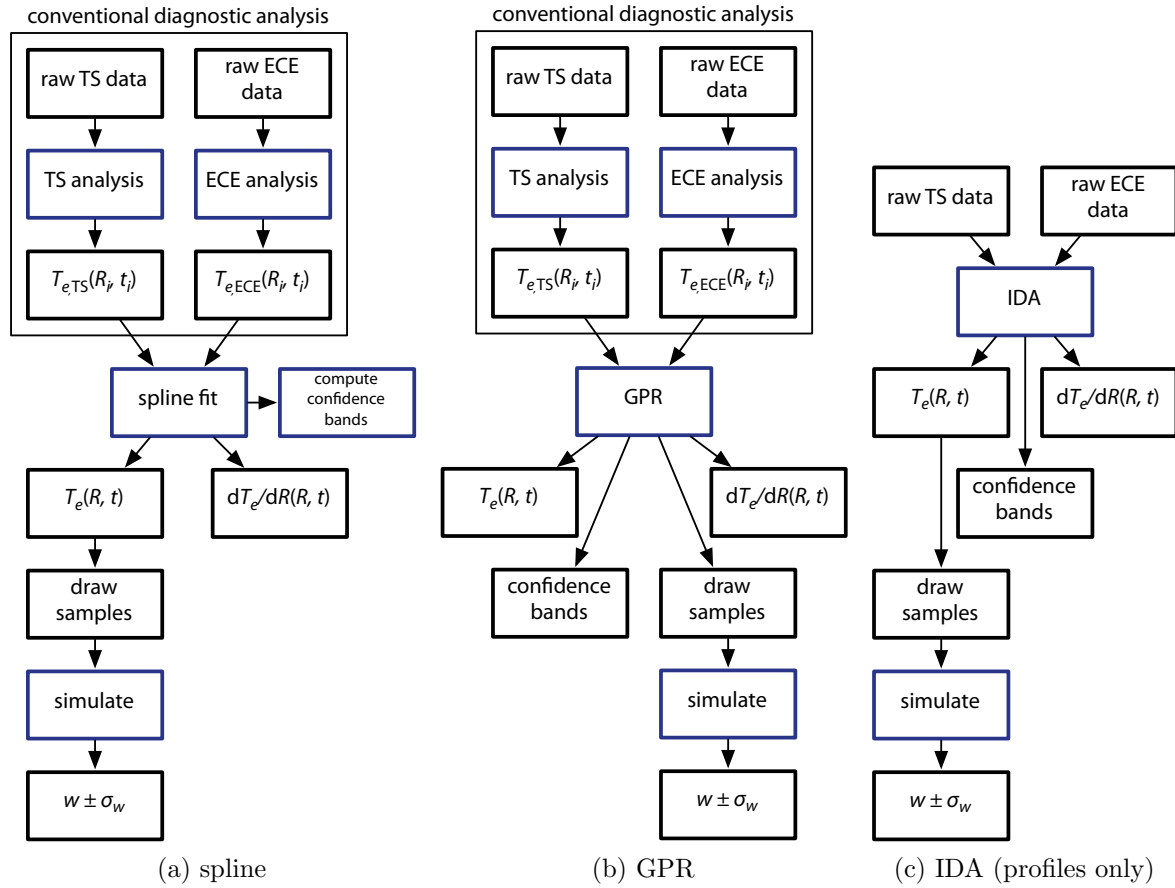 conventional diagnostic analysis
raw TS data
raw ECE
data
TS analysis
ECE analysis
T_{e,TS}(R_i, t_i)
T_{e,ECE}(R_i, t_i)
spline fit
compute
confidence
bands
T_e(R, t)
dT_e/dR(R, t)
draw
samples
simulate
w ± σ_w
(a) spline
conventional diagnostic analysis
raw TS data
raw ECE
data
TS analysis
ECE analysis
T_{e,TS}(R_i, t_i)
T_{e,ECE}(R_i, t_i)
GPR
T_e(R, t)
dT_e/dR(R, t)
confidence
bands
draw
samples
simulate
w ± σ_w
(b) GPR
raw TS data
raw ECE
data
IDA
T_e(R, t)
dT_e/dR(R, t)
confidence
bands
draw
samples
simulate
w ± σ_w
(c) IDA (profiles only)